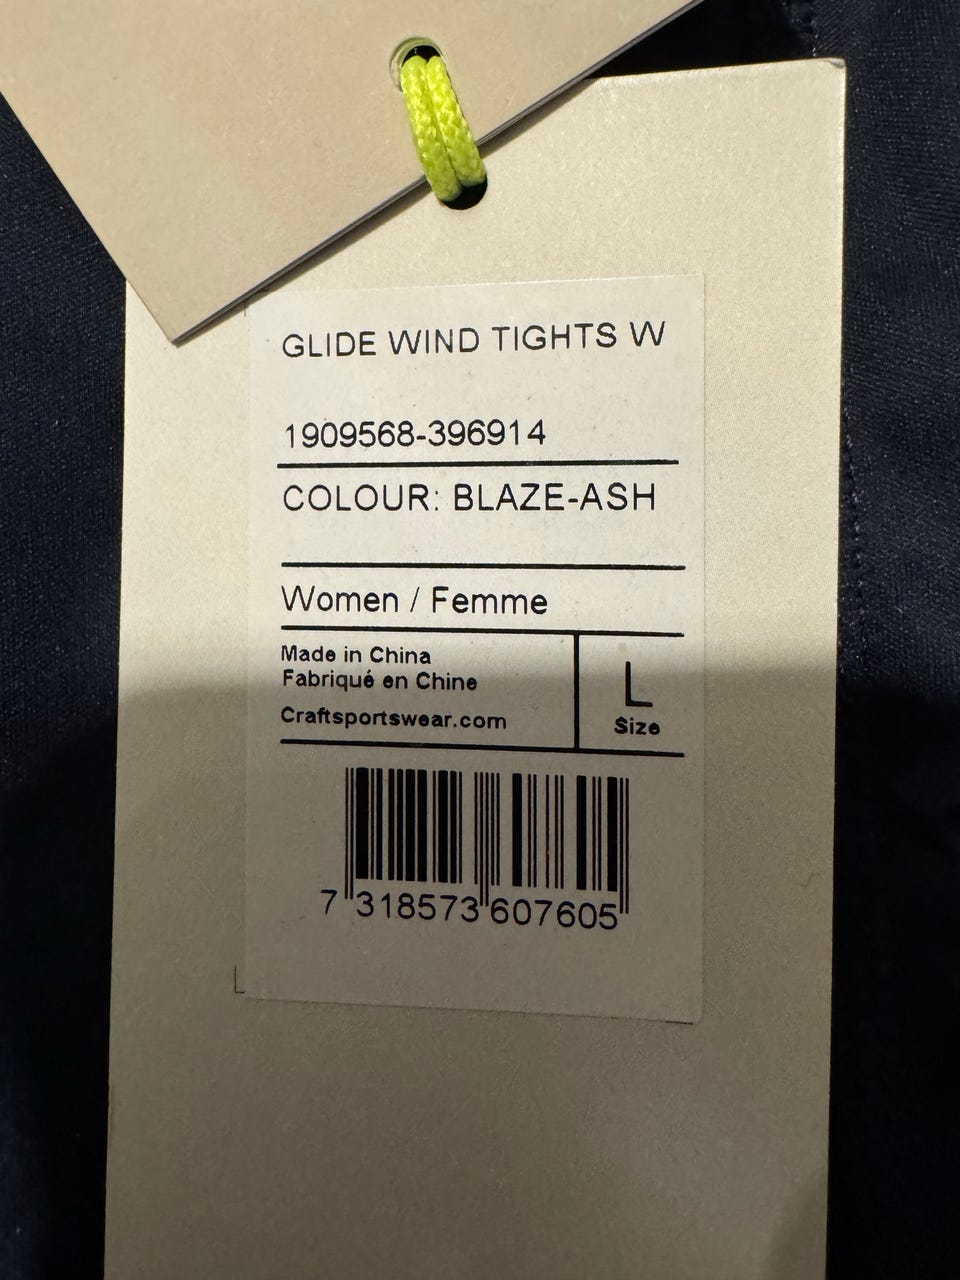 GLIDE WIND TIGHTS W
1909568-396914
COLOUR: BLAZE-ASH
Women / Femme
Made in China
Fabriqué en Chine
Craftsportswear.com
L
Size
7 318573 607605